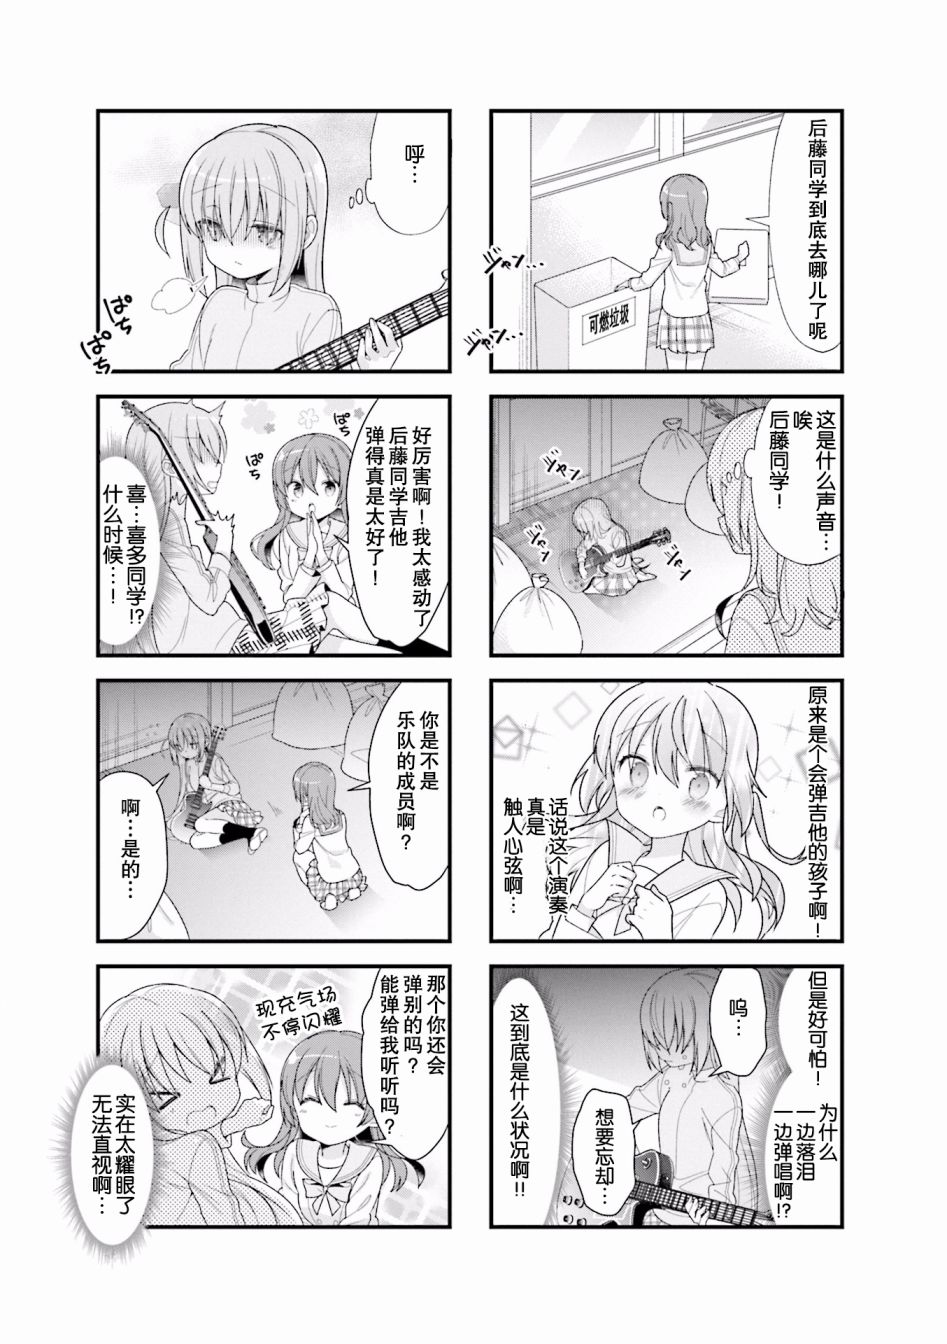 后藤同学到底去哪儿了呢
ジャン...
ジャン...
ジャン...
可燃垃圾
这是什么声音…
唉
后藤同学！
ジャン
ジャン
ジャン
ジャン
原来是个会弹吉他的孩子啊！
话说这个演奏
真是
触人心弦啊…
但是好可怕！
为什么
一边落泪
一边弹唱啊!?
呜…
想要忘却…
这到底是什么状况啊!!
呼…
ぱち
ぱち
好厉害啊！我太感动了
后藤同学吉他
弹得真是太好了！
ぱち
ぱち
喜…喜多同学!?
什么时候…！
你是不是
乐队的成员啊？
啊…是的…
那个你还会
弹别的吗？
能弹给我听听吗？
现充气场
不停闪耀
实在太耀眼了
无法直视啊…